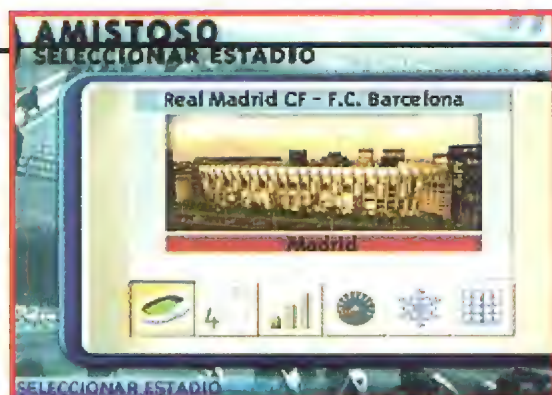 AMISTOSO
SELECCIONAR ESTADIO
Real Madrid CF - F.C. Barcelona
Madrid
4
SELECCIONAR ESTADIO